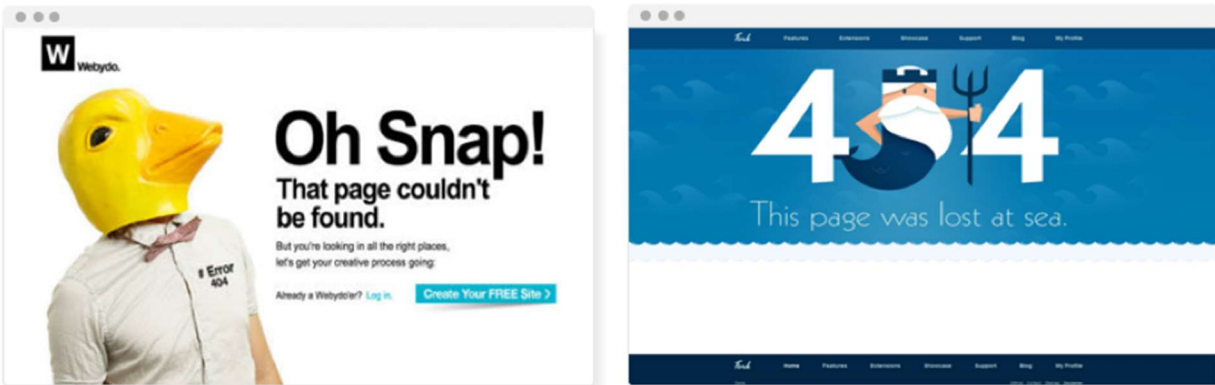 W
Webydo.
Oh Snap!
That page couldn't
be found.
But you're looking in all the right places,
let's get your creative process going:
# Error
404
Already a Webydo'er? Log in.
Create Your FREE Site >
Fork Features Extensions Showcase Support Blog My Profile
4 4
This page was lost at sea.
Fork Home Features Extensions Showcase Support Blog My Profile